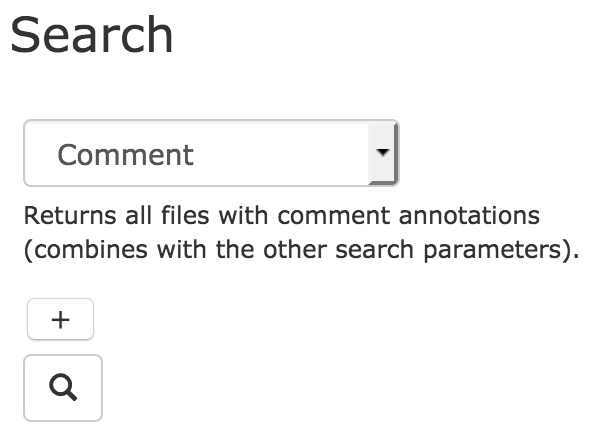 Search
Comment
Returns all files with comment annotations
(combines with the other search parameters).
+